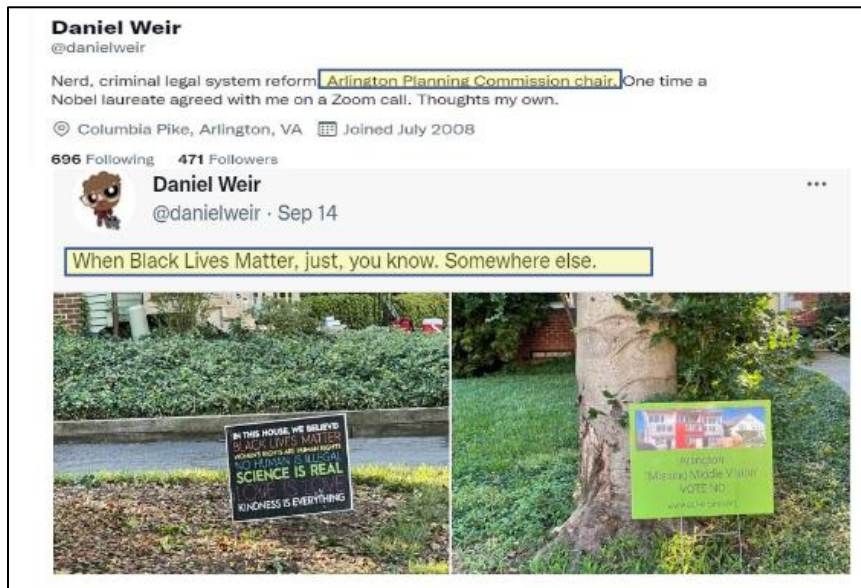 Daniel Weir
@danielweir
Nerd, criminal legal system reform, Arlington Planning Commission chair. One time a
Nobel laureate agreed with me on a Zoom call. Thoughts my own.
Columbia Pike, Arlington, VA Joined July 2008
696 Following 471 Followers
Daniel Weir
@danielweir · Sep 14
When Black Lives Matter, just, you know. Somewhere else.
IN THIS HOUSE, WE BELIEVE:
BLACK LIVES MATTER
WOMEN'S RIGHTS ARE HUMAN RIGHTS
NO HUMAN IS ILLEGAL
SCIENCE IS REAL
LOVE IS LOVE
KINDNESS IS EVERYTHING
Arlington
"Missing Middle Vision"
VOTE NO